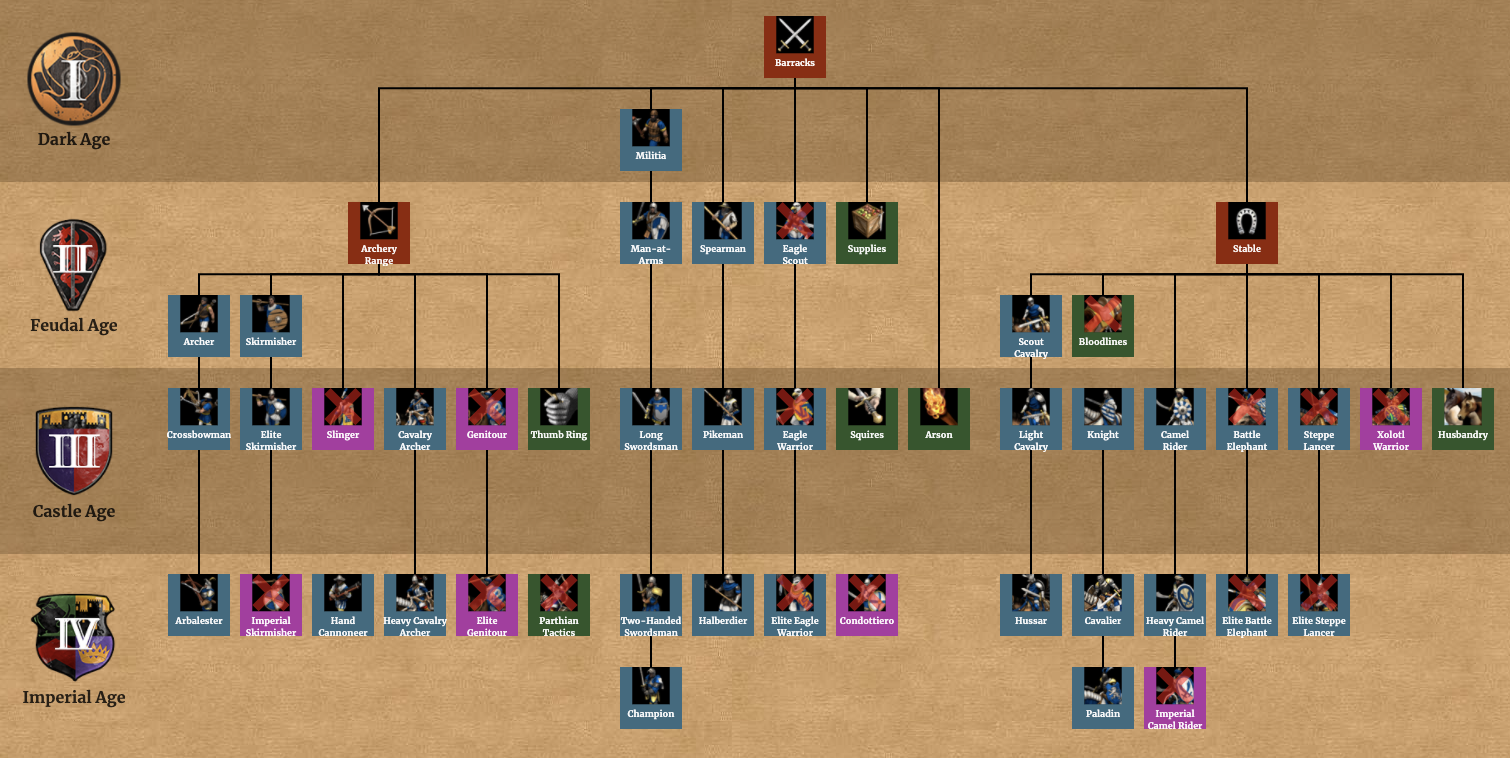 I
Dark Age
Barracks
Militia
II
Feudal Age
Archery
Range
Man-at-
Arms
Spearman
Eagle
Scout
Supplies
Stable
Archer
Skirmisher
Scout
Cavalry
Bloodlines
III
Castle Age
Crossbowman
Elite
Skirmisher
Slinger
Cavalry
Archer
Genitour
Thumb Ring
Long
Swordsman
Pikeman
Eagle
Warrior
Squires
Arson
Light
Cavalry
Knight
Camel
Rider
Battle
Elephant
Steppe
Lancer
Xolotl
Warrior
Husbandry
IV
Imperial Age
Arbalester
Imperial
Skirmisher
Hand
Cannoneer
Heavy Cavalry
Archer
Elite
Genitour
Parthian
Tactics
Two-Handed
Swordsman
Halberdier
Elite Eagle
Warrior
Condottiero
Hussar
Cavalier
Heavy Camel
Rider
Elite Battle
Elephant
Elite Steppe
Lancer
Champion
Paladin
Imperial
Camel Rider